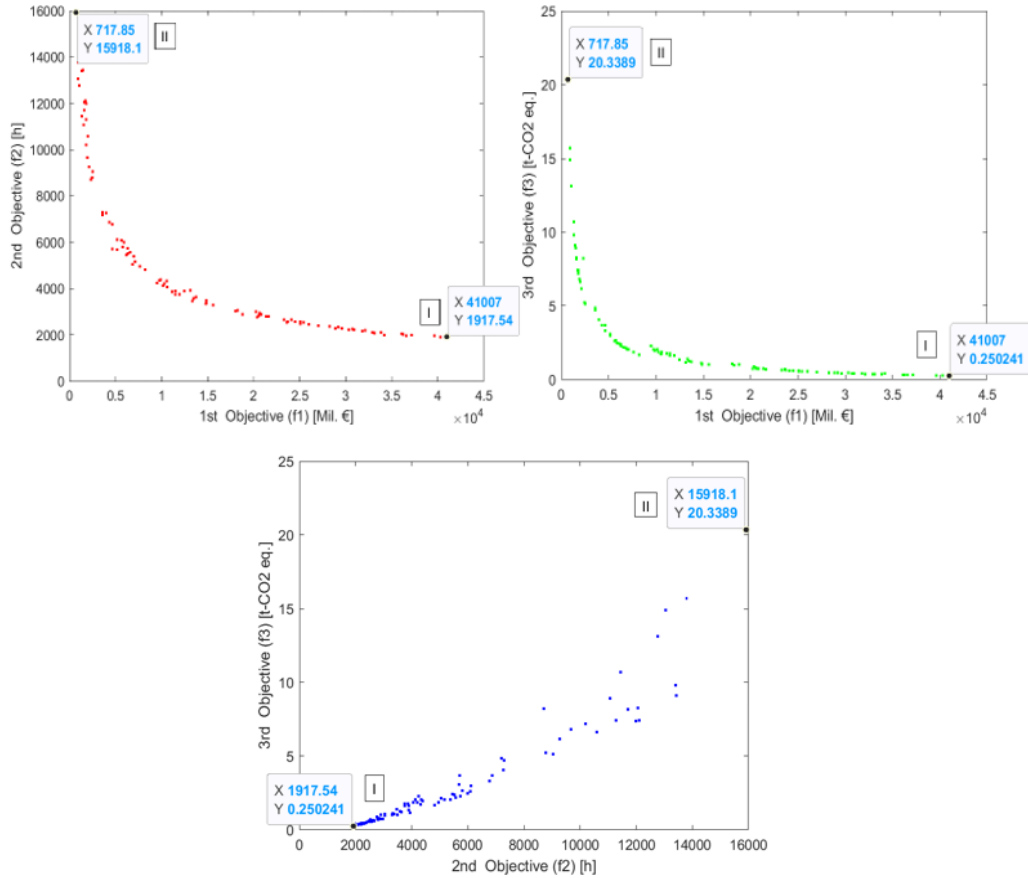 16000
14000
12000
10000
8000
6000
4000
2000
0
2nd Objective (f2) [h]
X 717.85
Y 15918.1
II
I
X 41007
Y 1917.54
0 0.5 1 1.5 2 2.5 3 3.5 4 4.5
1st Objective (f1) [Mil. €]
×10⁴
25
20
15
10
5
0
3rd Objective (f3) [t-CO2 eq.]
X 717.85
Y 20.3389
II
I
X 41007
Y 0.250241
0 0.5 1 1.5 2 2.5 3 3.5 4 4.5
1st Objective (f1) [Mil. €]
×10⁴
25
20
15
10
5
0
3rd Objective (f3) [t-CO2 eq.]
II
X 15918.1
Y 20.3389
X 1917.54
Y 0.250241
I
0 2000 4000 6000 8000 10000 12000 14000 16000
2nd Objective (f2) [h]